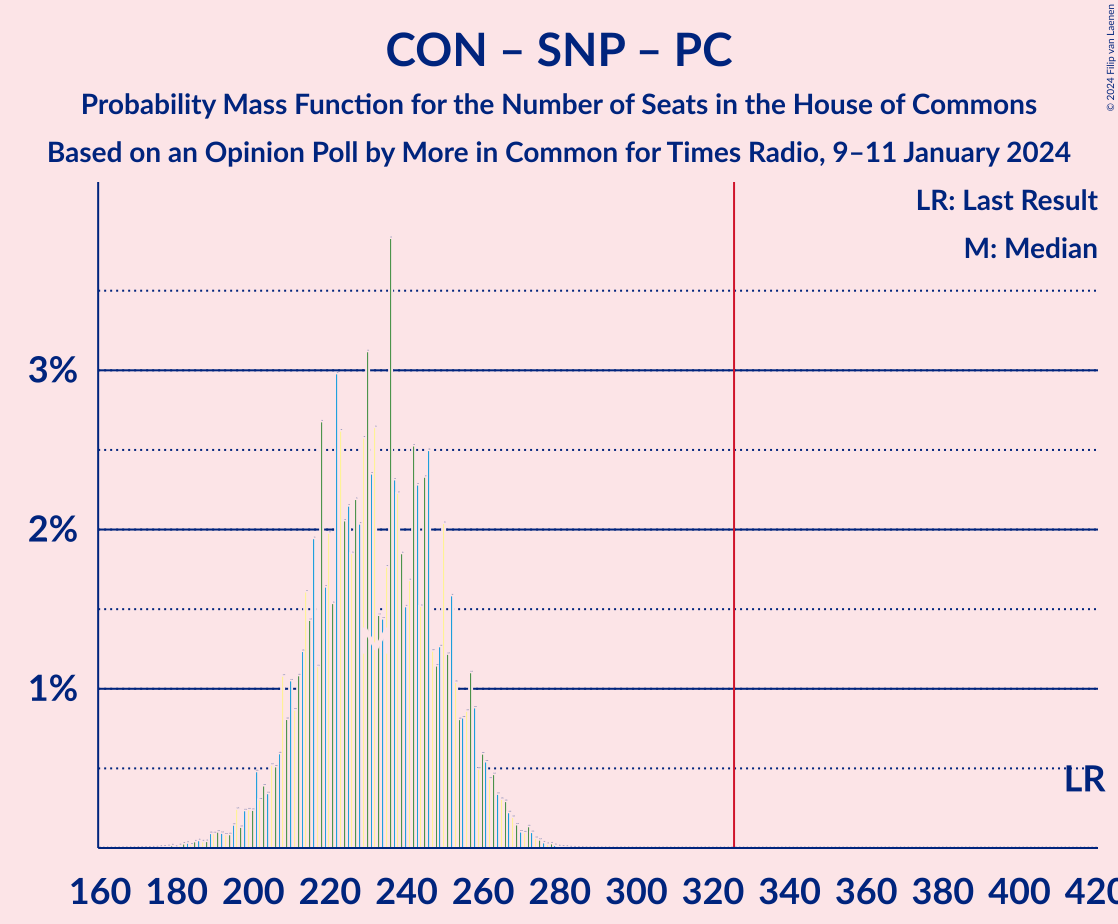 CON – SNP – PC
Probability Mass Function for the Number of Seats in the House of Commons
Based on an Opinion Poll by More in Common for Times Radio, 9–11 January 2024
© 2024 Filip van Laenen
LR: Last Result
M: Median
3%
2%
1%
LR
160 180 200 220 240 260 280 300 320 340 360 380 400 420